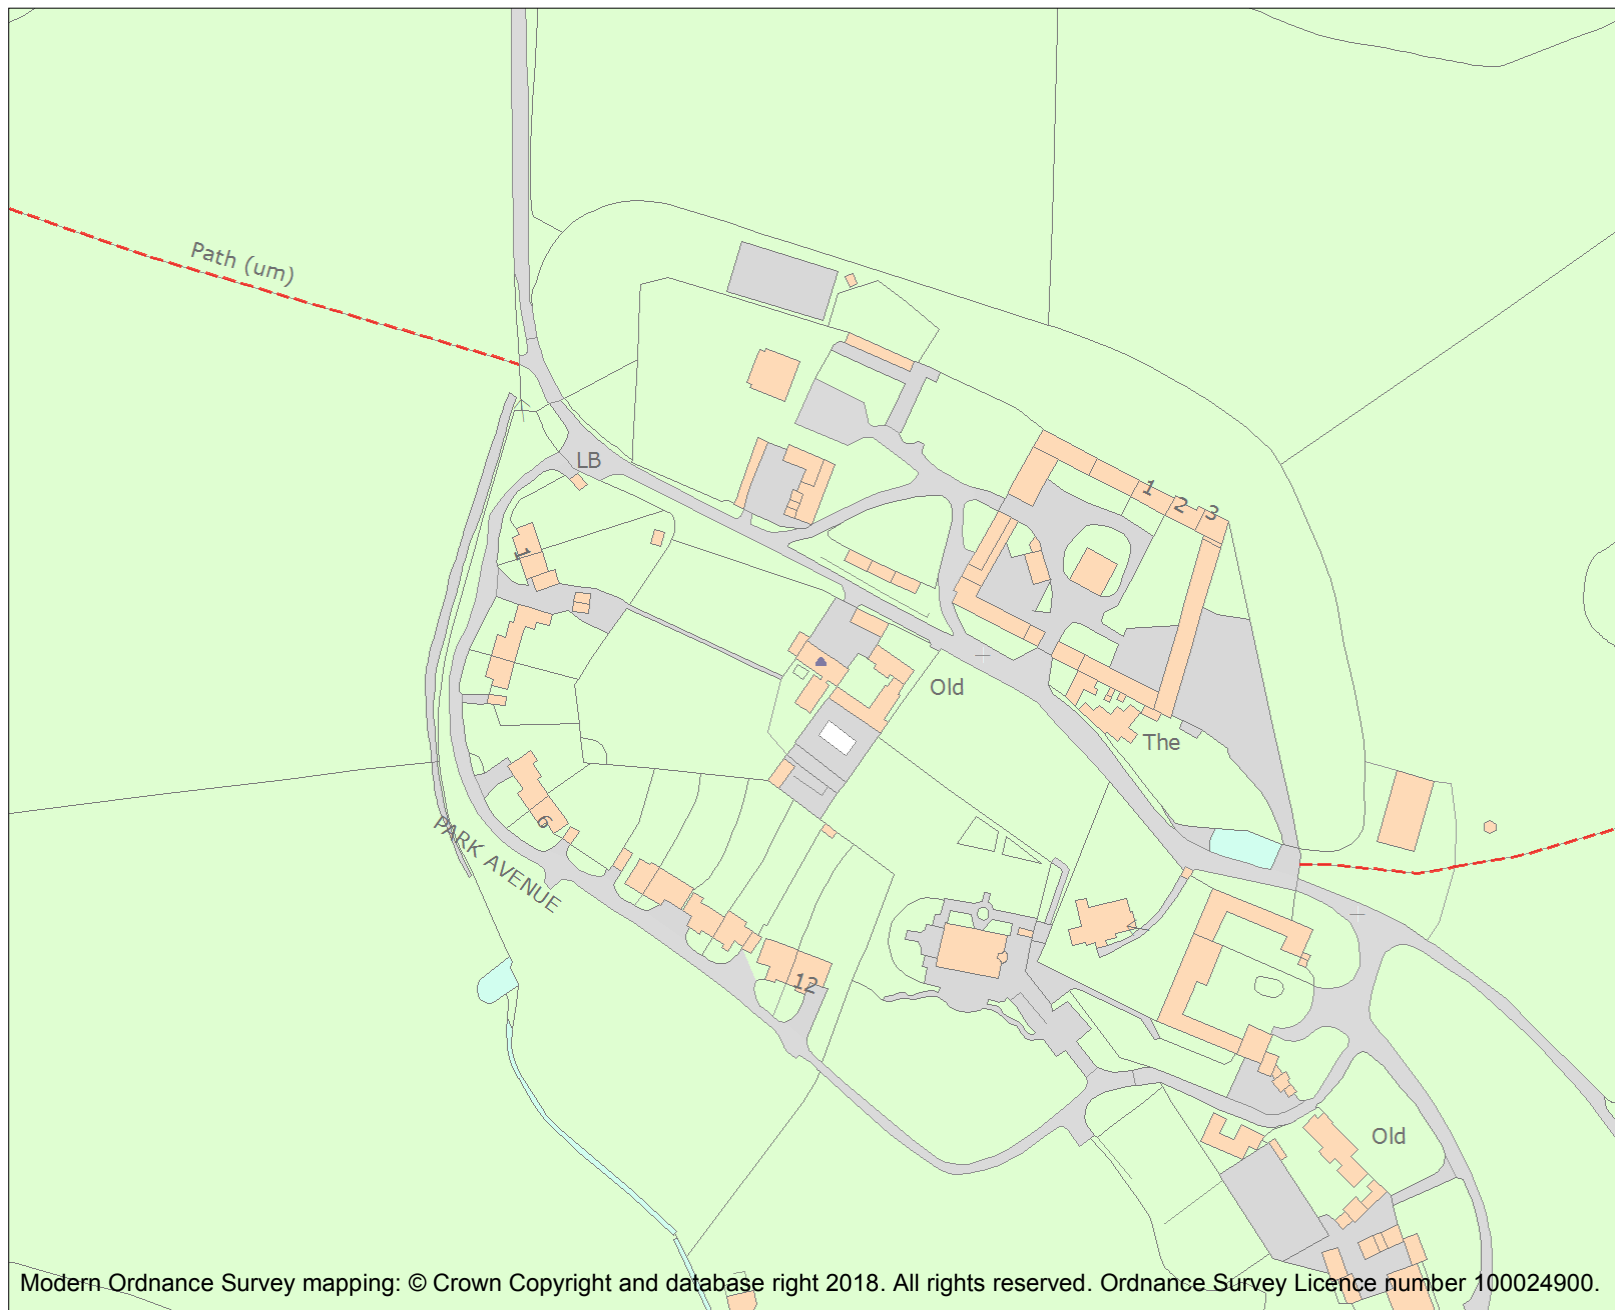 Path (um)
LB
1
2
3
1
Old
The
6
PARK AVENUE
12
Old
Modern Ordnance Survey mapping: © Crown Copyright and database right 2018. All rights reserved. Ordnance Survey Licence number 100024900.